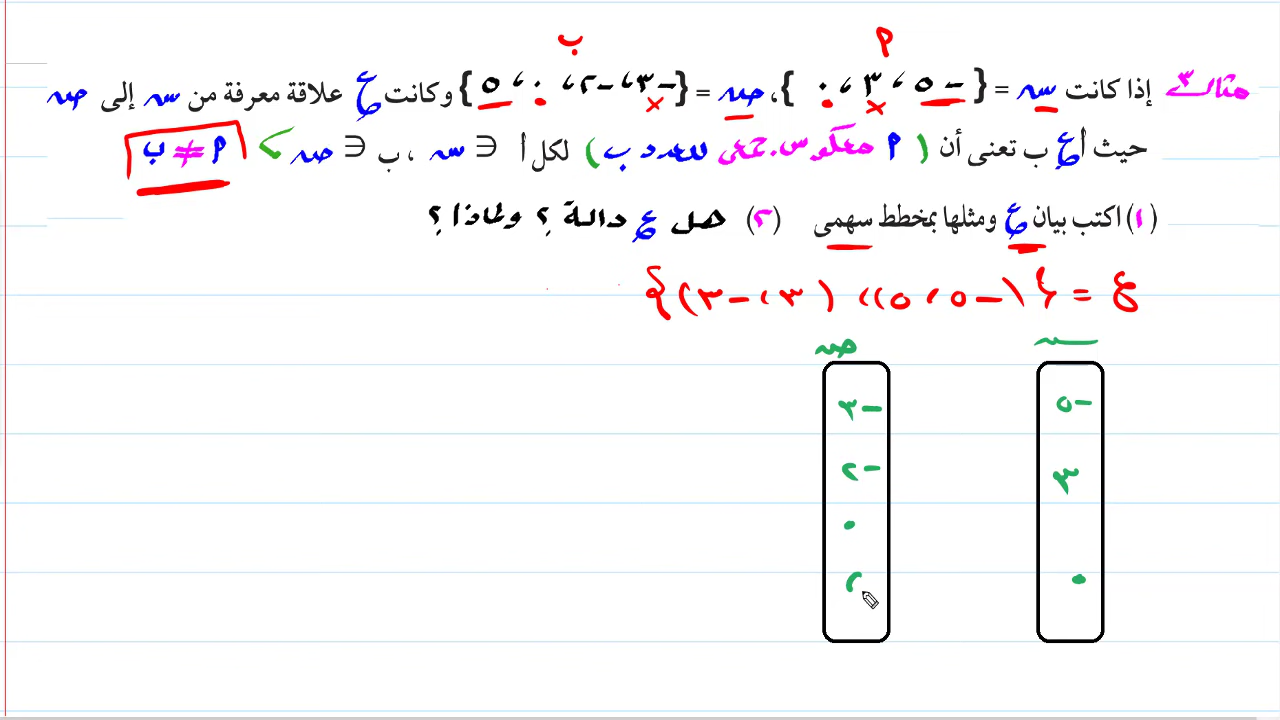 ب ٢
مثال ٣ إذا كانت س = { -٥ ، ٣ ، ٠ } ، ص = { -٣ ، -٢ ، ٠ ، ٥ } وكانت ع علاقة معرفة من س إلى ص
حيث أ ع ب تعنى أن ( أ معكوس جمعى للعدد ب ) لكل أ ∈ س ، ب ∈ ص < أ ≠ ب
(١) اكتب بيان ع ومثلها بمخطط سهمى (٢) هل ع دالة ؟ ولماذا ؟
ع = { ( -٥ ، ٥ ) ، ( ٣ ، -٣ ) }
س ص
-٥ -٣
٣ -٢
٠ ٠